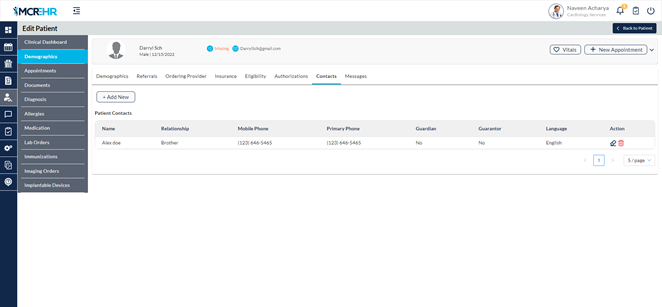 MCREHR
Naveen Acharya
Cardiology Services
Edit Patient
Back to Patient
Clinical Dashboard
Demographics
Appointments
Documents
Diagnosis
Allergies
Medication
Lab Orders
Immunizations
Imaging Orders
Implantable Devices
Darryl Sch
Male | 12/15/2022
Missing
Darrylsch@gmail.com
Vitals
+ New Appointment
Demographics Referrals Ordering Provider Insurance Eligibility Authorizations Contacts Messages
+ Add New
Patient Contacts
Name Relationship Mobile Phone Primary Phone Guardian Guarantor Language Action
Alex doe Brother (123) 646-5465 (123) 646-5465 No No English
< 1 > 5 / page